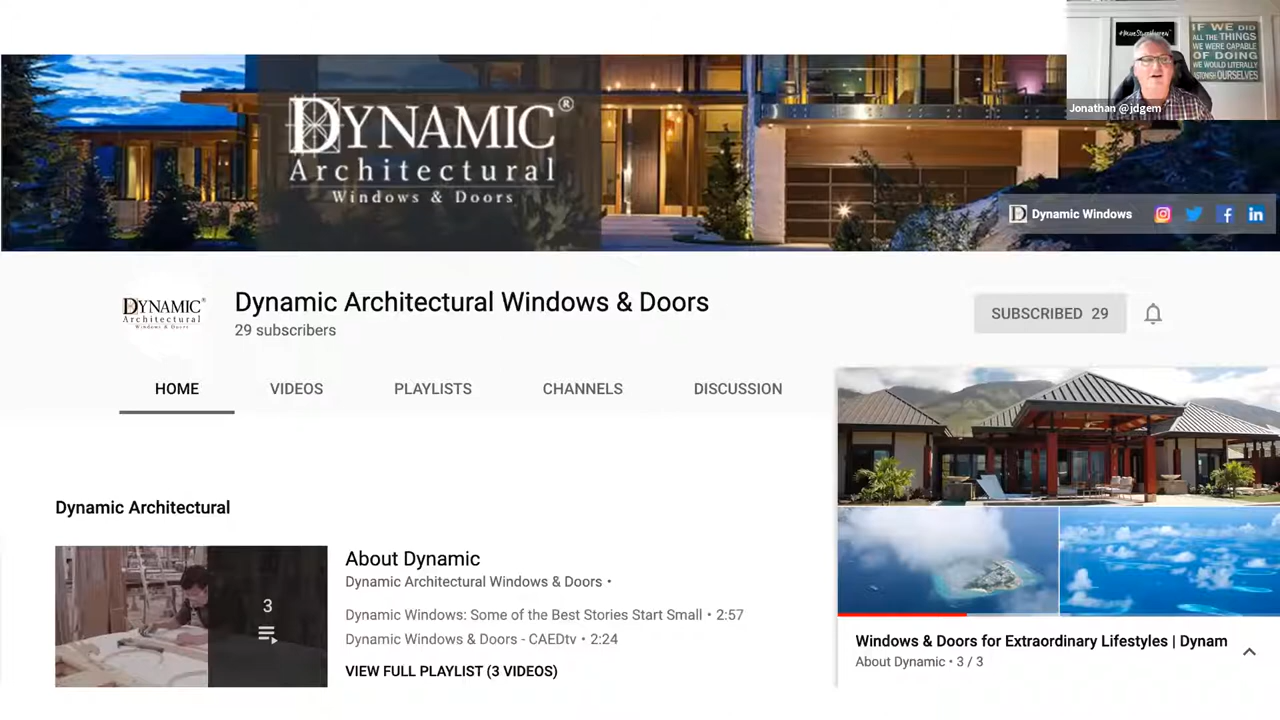 #MakeStuffHappen
IF WE DID
ALL THE THINGS
WE WERE CAPABLE
OF DOING
WE WOULD LITERALLY
ASTONISH OURSELVES
Jonathan @jdgem
DYNAMIC®
Architectural
Windows & Doors
Dynamic Windows
DYNAMIC®
Architectural
Windows & Doors
Dynamic Architectural Windows & Doors
29 subscribers
SUBSCRIBED 29
HOME VIDEOS PLAYLISTS CHANNELS DISCUSSION
Dynamic Architectural
3
About Dynamic
Dynamic Architectural Windows & Doors •
Dynamic Windows: Some of the Best Stories Start Small • 2:57
Dynamic Windows & Doors - CAEDtv • 2:24
VIEW FULL PLAYLIST (3 VIDEOS)
Windows & Doors for Extraordinary Lifestyles | Dynam
About Dynamic • 3 / 3